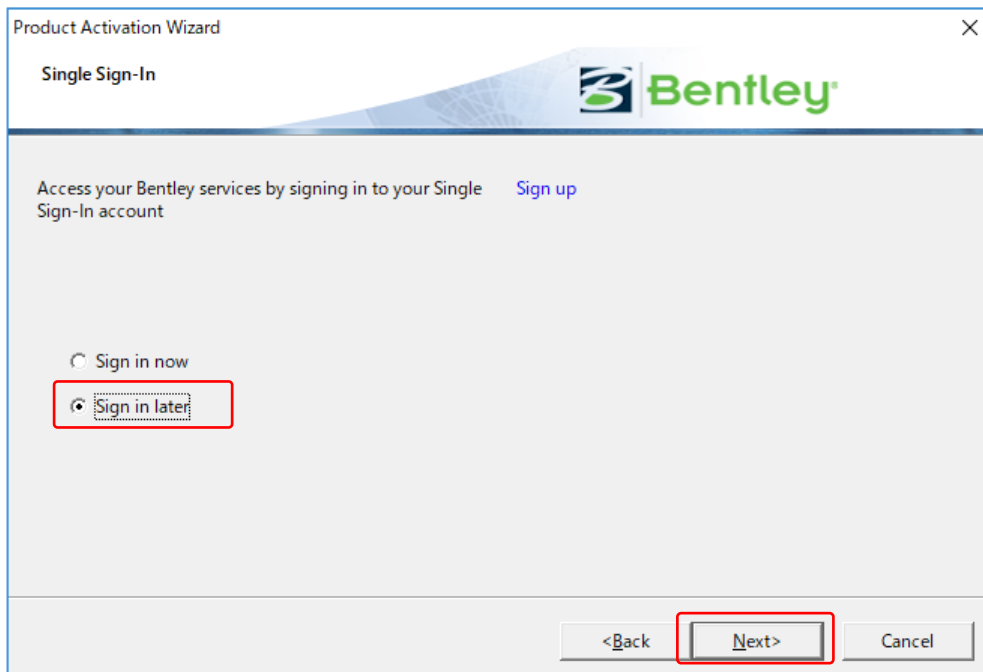 Product Activation Wizard
Single Sign-In
Bentley®
Access your Bentley services by signing in to your Single
Sign-In account
Sign up
Sign in now
Sign in later
<Back
Next>
Cancel